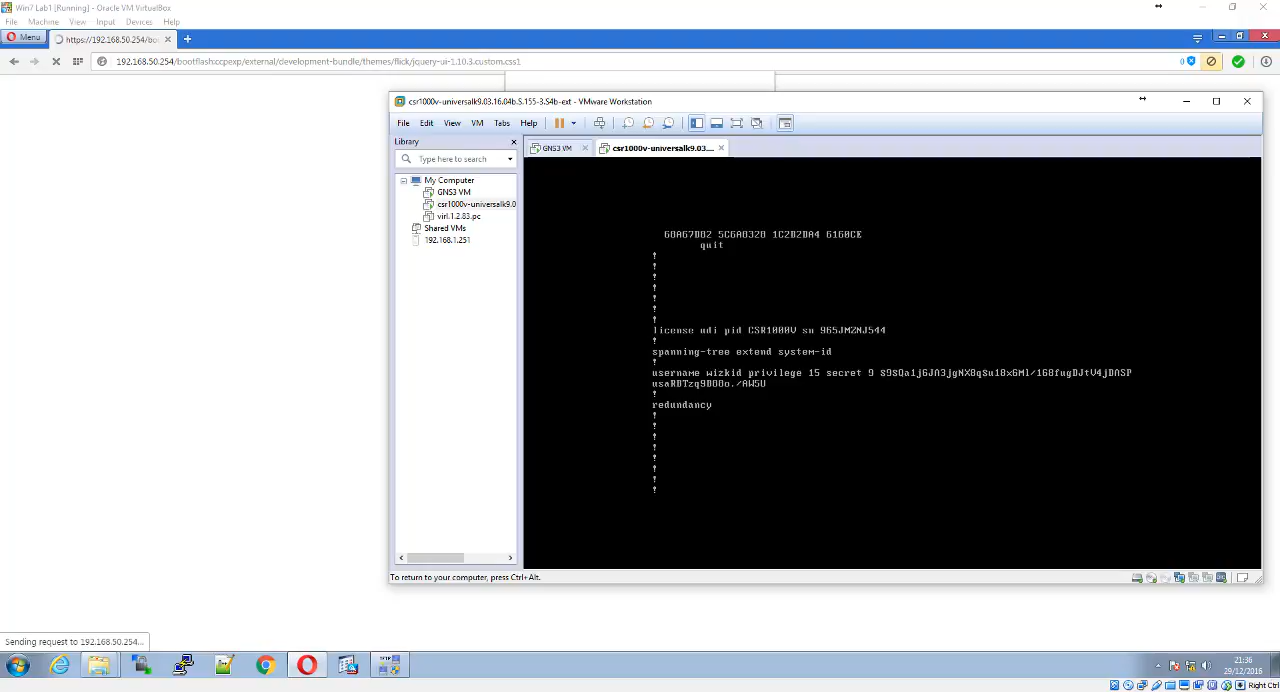 Win7 Lab1 [Running] - Oracle VM VirtualBox
File Machine View Input Devices Help
Menu
https://192.168.50.254/bo
192.168.50.254/bootflash:ccpexp/external/development-bundle/themes/flick/jquery-ui-1.10.3.custom.css1
0
csr1000v-universalk9.03.16.04b.S.155-3.S4b-ext - VMware Workstation
File Edit View VM Tabs Help
Library
Type here to search
GNS3 VM
csr1000v-universalk9.03....
My Computer
GNS3 VM
csr1000v-universalk9.0
virl.1.2.83.pc
Shared VMs
192.168.1.251
quit
!
!
!
!
!
!
!
license udi pid CSR1000V sn 965JMZNJ544
!
spanning-tree extend system-id
!
username wizkid privilege 15 secret 9
!
redundancy
!
!
!
!
!
!
!
!
To return to your computer, press Ctrl+Alt.
Sending request to 192.168.50.254...
21:36
29/12/2016
Right Ctrl